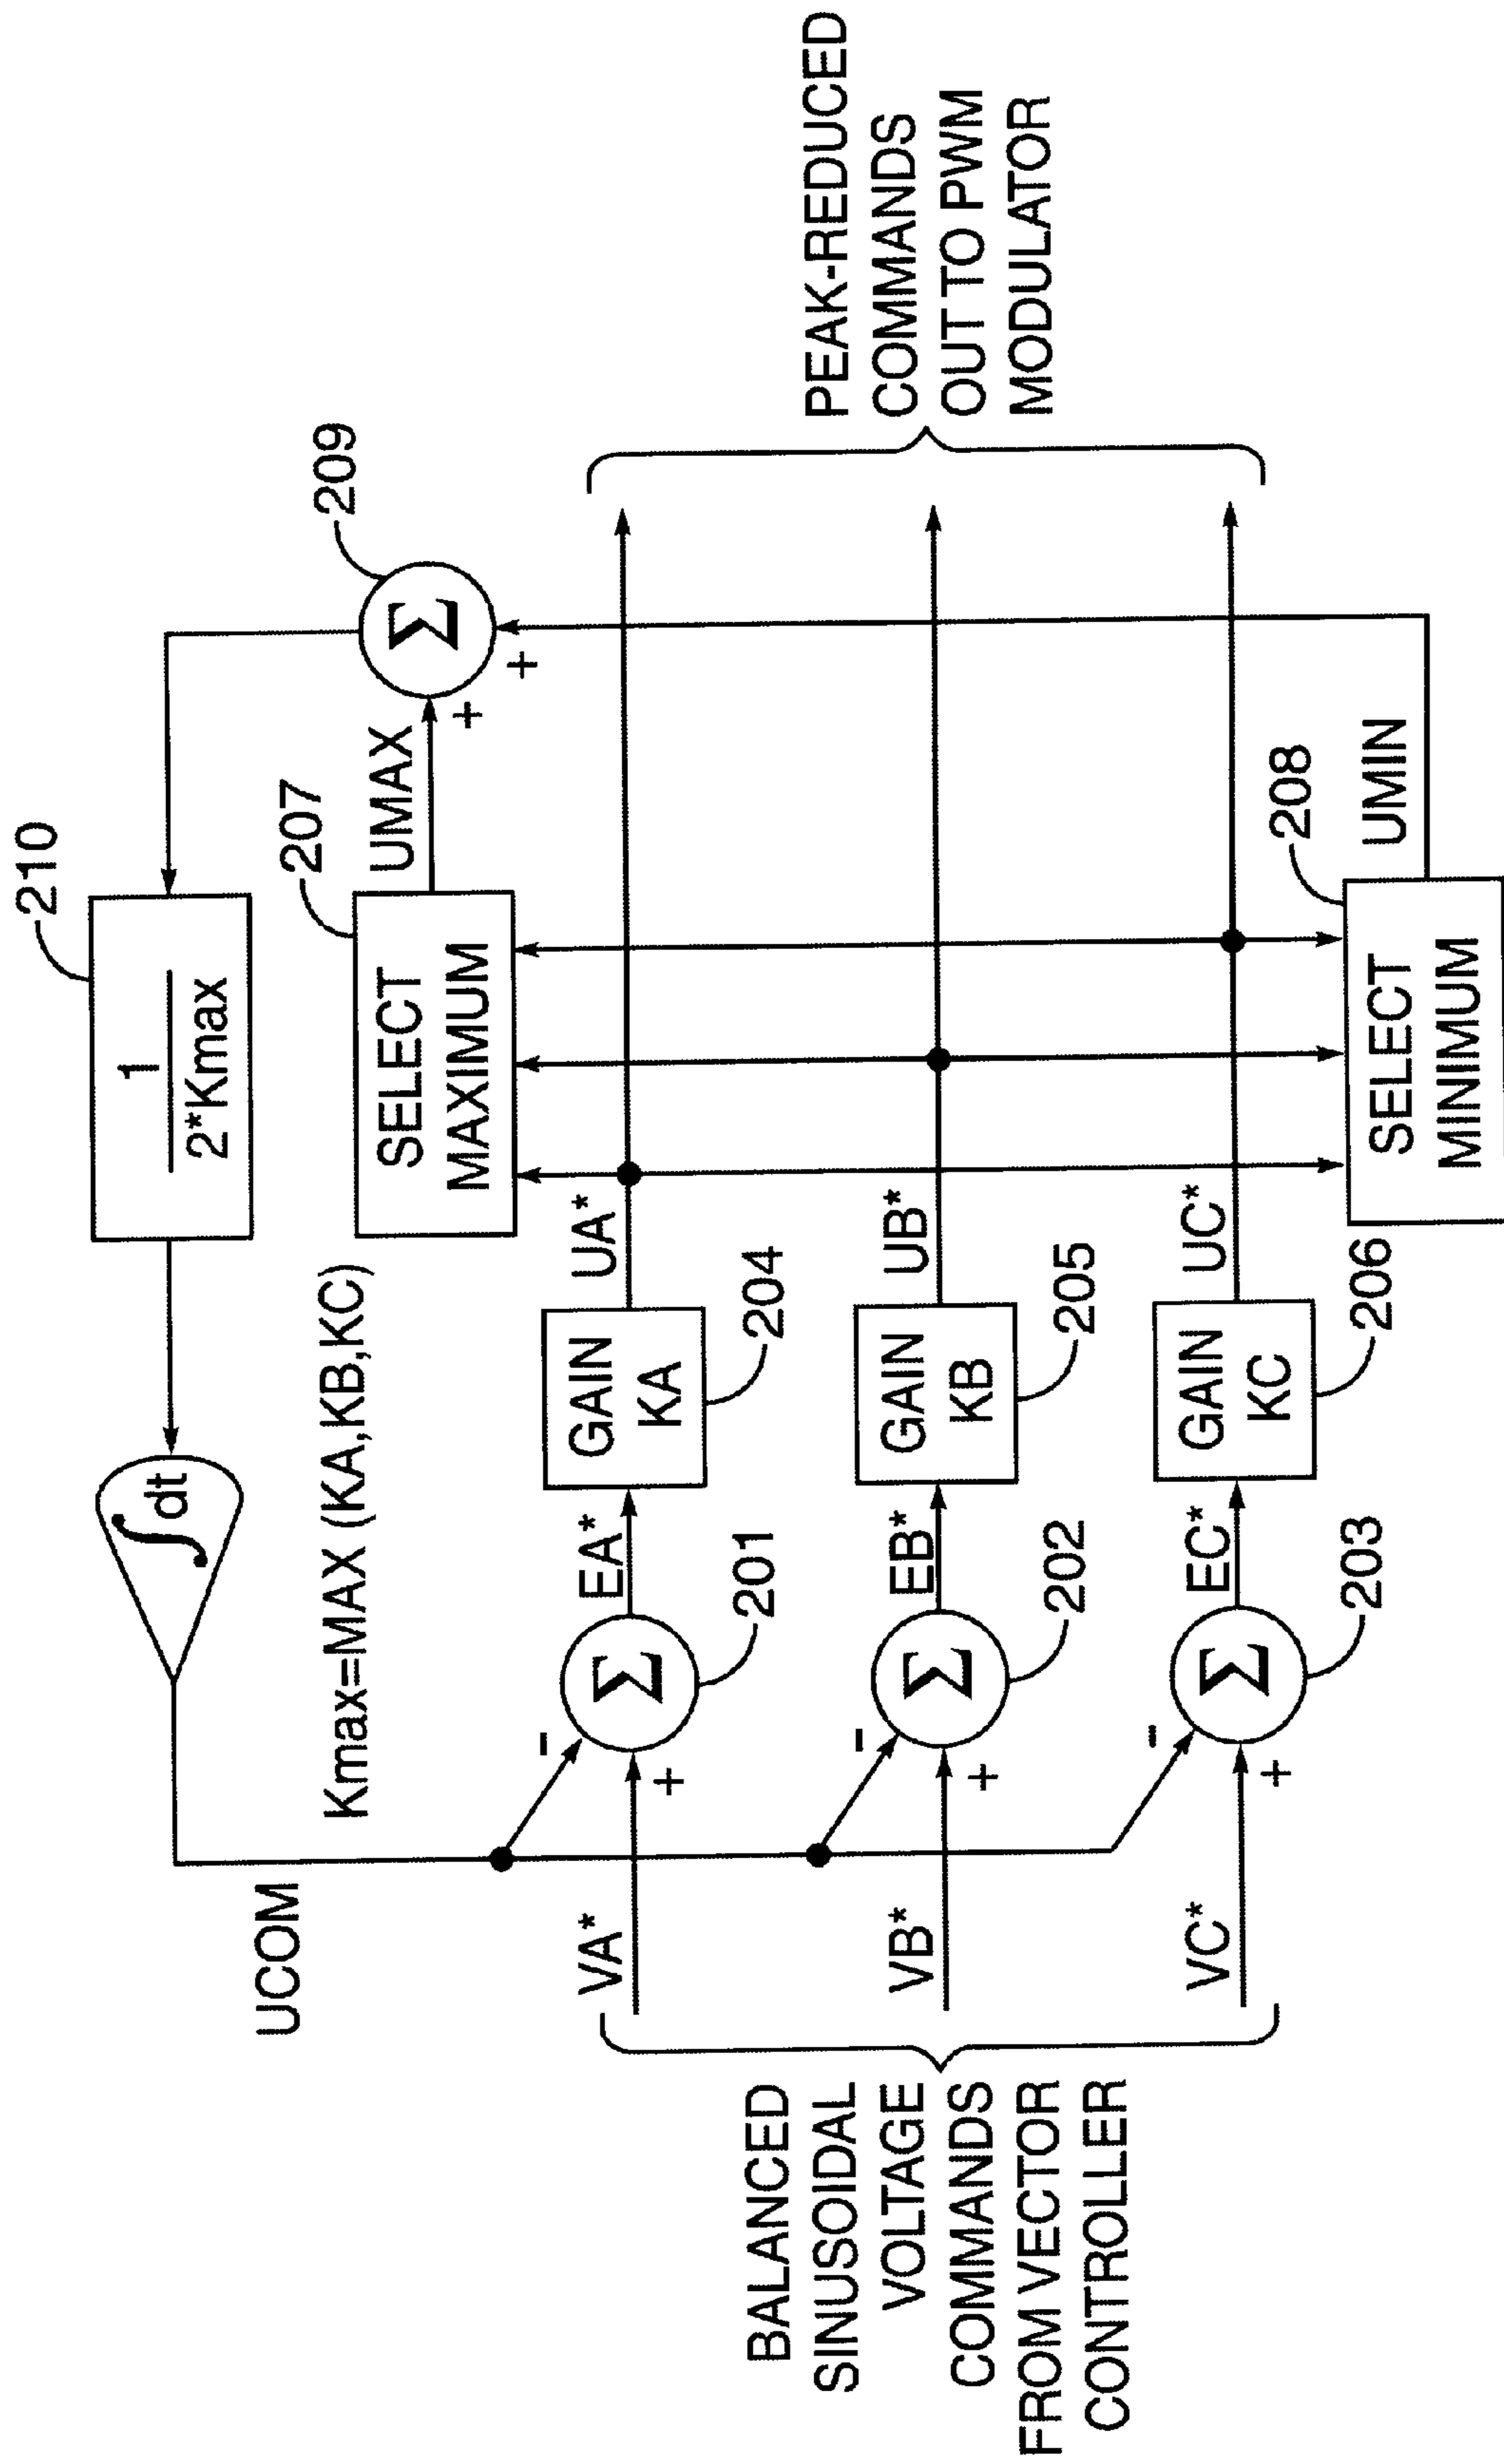 210
1
2*Kmax
∫dt
209
207
UMAX
SELECT
MAXIMUM
Kmax=MAX (KA,KB,KC)
Σ
+
+
UCOM
VA*
-
+
Σ
201
EA*
GAIN
KA
204
UA*
VB*
-
+
Σ
202
EB*
GAIN
KB
205
UB*
VC*
-
+
Σ
203
EC*
GAIN
KC
206
UC*
208
UMIN
SELECT
MINIMUM
BALANCED
SINUSOIDAL
VOLTAGE
COMMANDS
FROM VECTOR
CONTROLLER
PEAK-REDUCED
COMMANDS
OUT TO PWM
MODULATOR